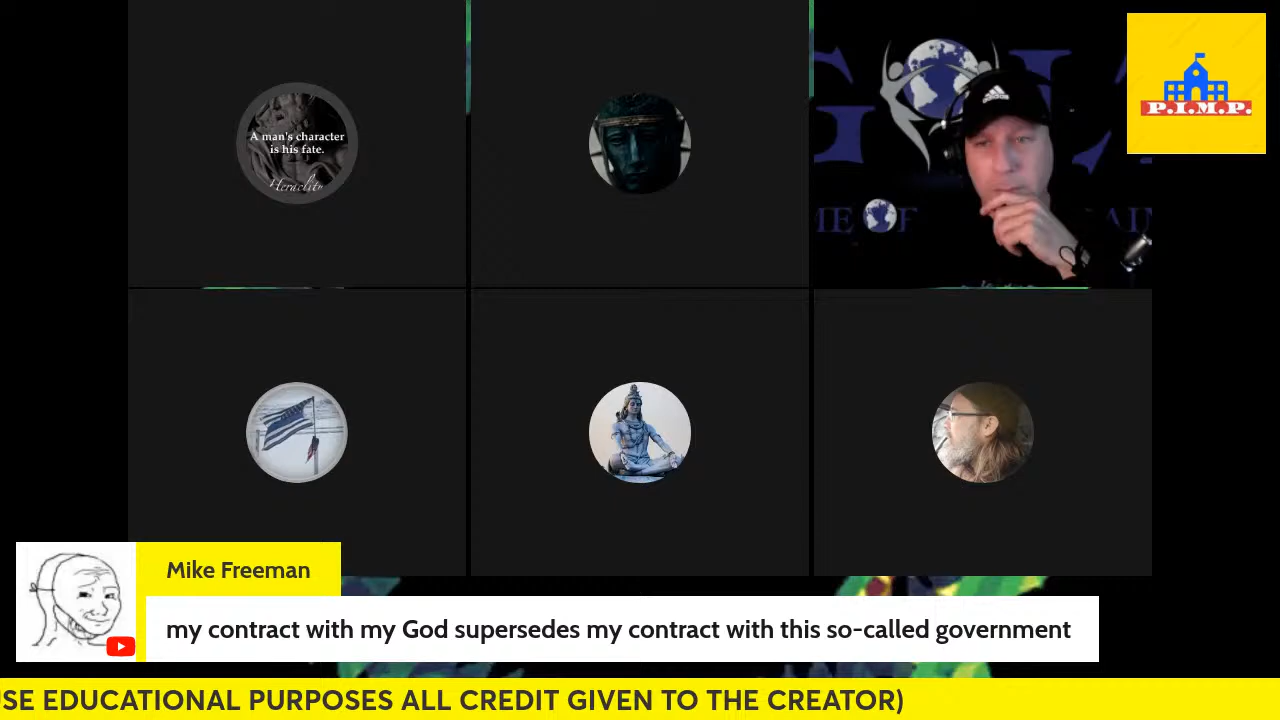 A man's character
is his fate.
Heraclitu
P.I.M.P.
Mike Freeman
my contract with my God supersedes my contract with this so-called government
SE EDUCATIONAL PURPOSES ALL CREDIT GIVEN TO THE CREATOR)